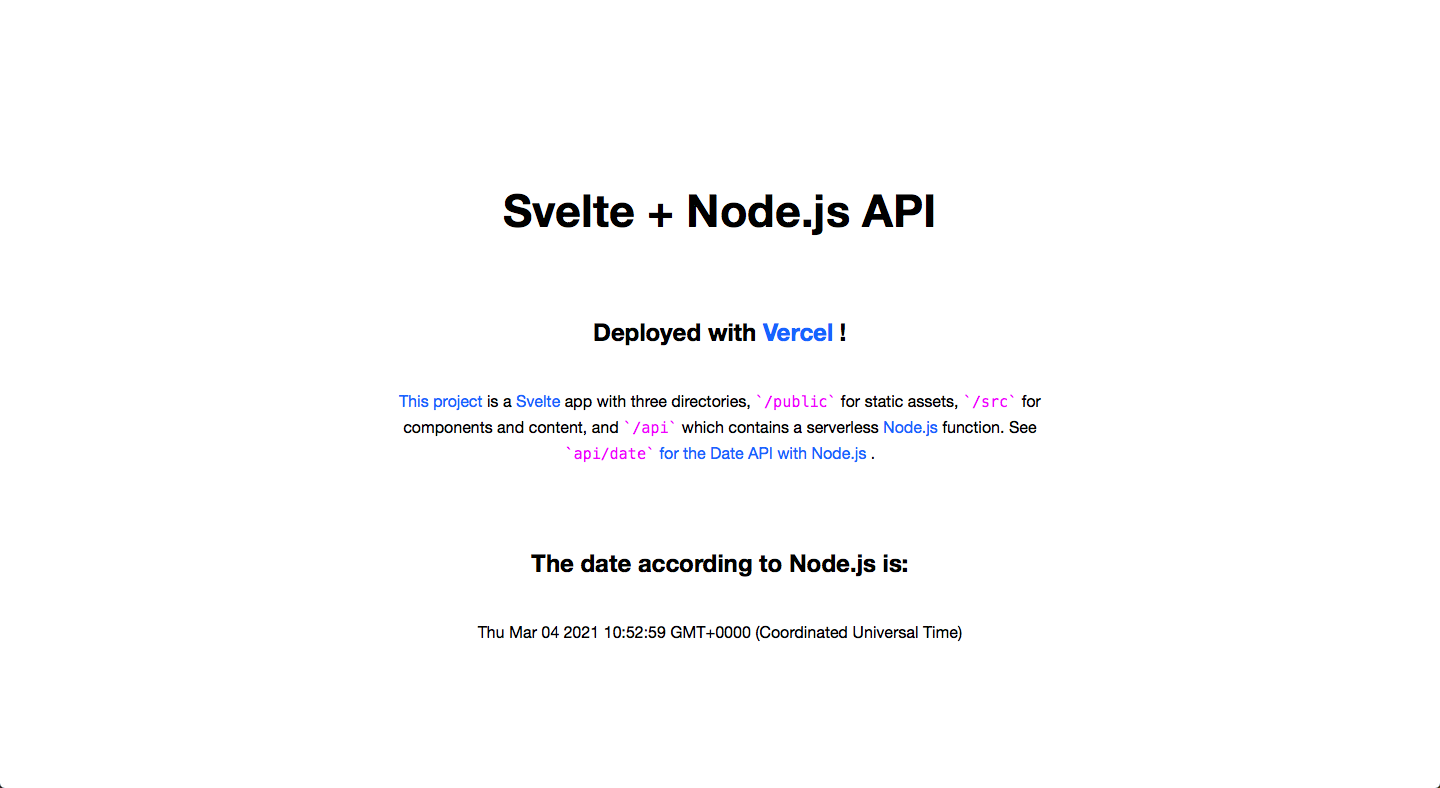 Svelte + Node.js API
Deployed with Vercel !
This project is a Svelte app with three directories, `/public` for static assets, `/src` for
components and content, and `/api` which contains a serverless Node.js function. See
`api/date` for the Date API with Node.js .
The date according to Node.js is:
Thu Mar 04 2021 10:52:59 GMT+0000 (Coordinated Universal Time)